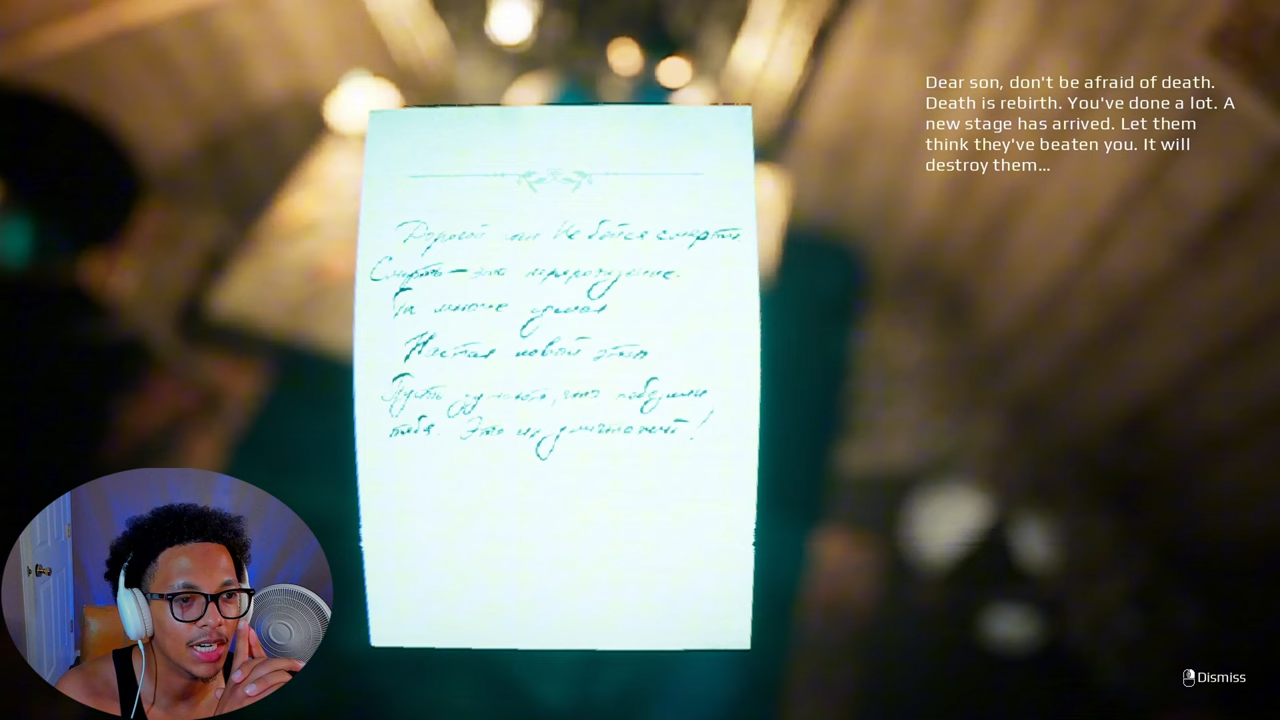 Dear son, don't be afraid of death.
Death is rebirth. You've done a lot. A
new stage has arrived. Let them
think they've beaten you. It will
destroy them...
Дорогой сын Не бойся смерти
Смерть — это перерождение.
Ты много сделал
Настал новый этап
Пусть думают, что победили
тебя. Это их уничтожит!
Dismiss